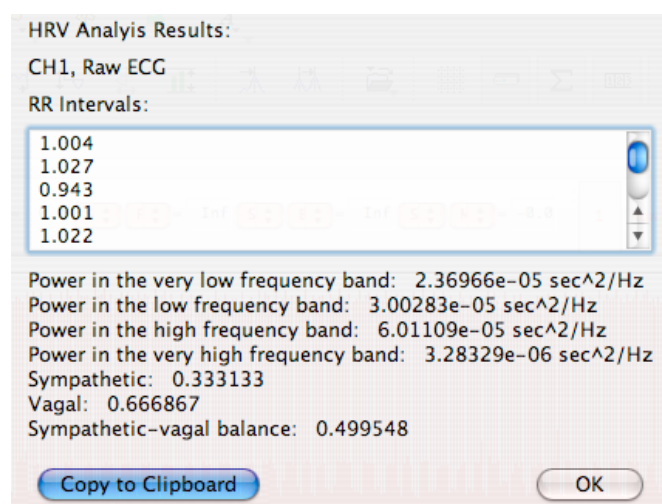 HRV Analyis Results:
CH1, Raw ECG
RR Intervals:
1.004
1.027
0.943
1.001
1.022
Power in the very low frequency band: 2.36966e-05 sec^2/Hz
Power in the low frequency band: 3.00283e-05 sec^2/Hz
Power in the high frequency band: 6.01109e-05 sec^2/Hz
Power in the very high frequency band: 3.28329e-06 sec^2/Hz
Sympathetic: 0.333133
Vagal: 0.666867
Sympathetic-vagal balance: 0.499548
Copy to Clipboard
OK